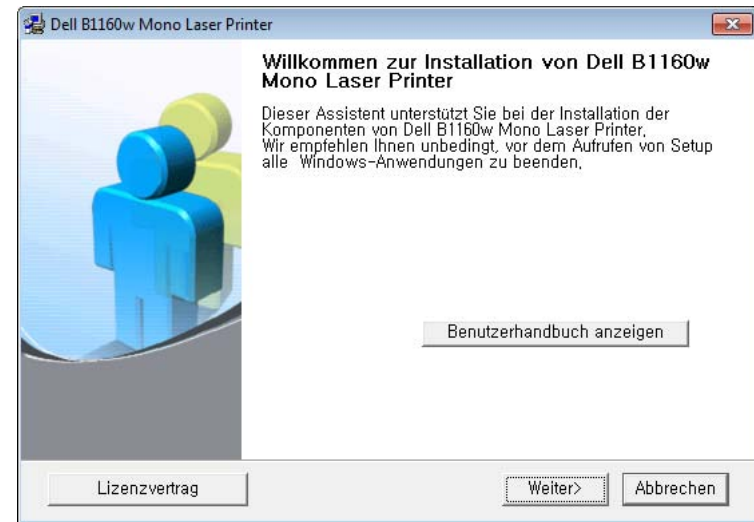 Dell B1160w Mono Laser Printer
Willkommen zur Installation von Dell B1160w
Mono Laser Printer
Dieser Assistent unterstützt Sie bei der Installation der
Komponenten von Dell B1160w Mono Laser Printer,
Wir empfehlen Ihnen unbedingt, vor dem Aufrufen von Setup
alle Windows-Anwendungen zu beenden,
Benutzerhandbuch anzeigen
Lizenzvertrag
Weiter>
Abbrechen